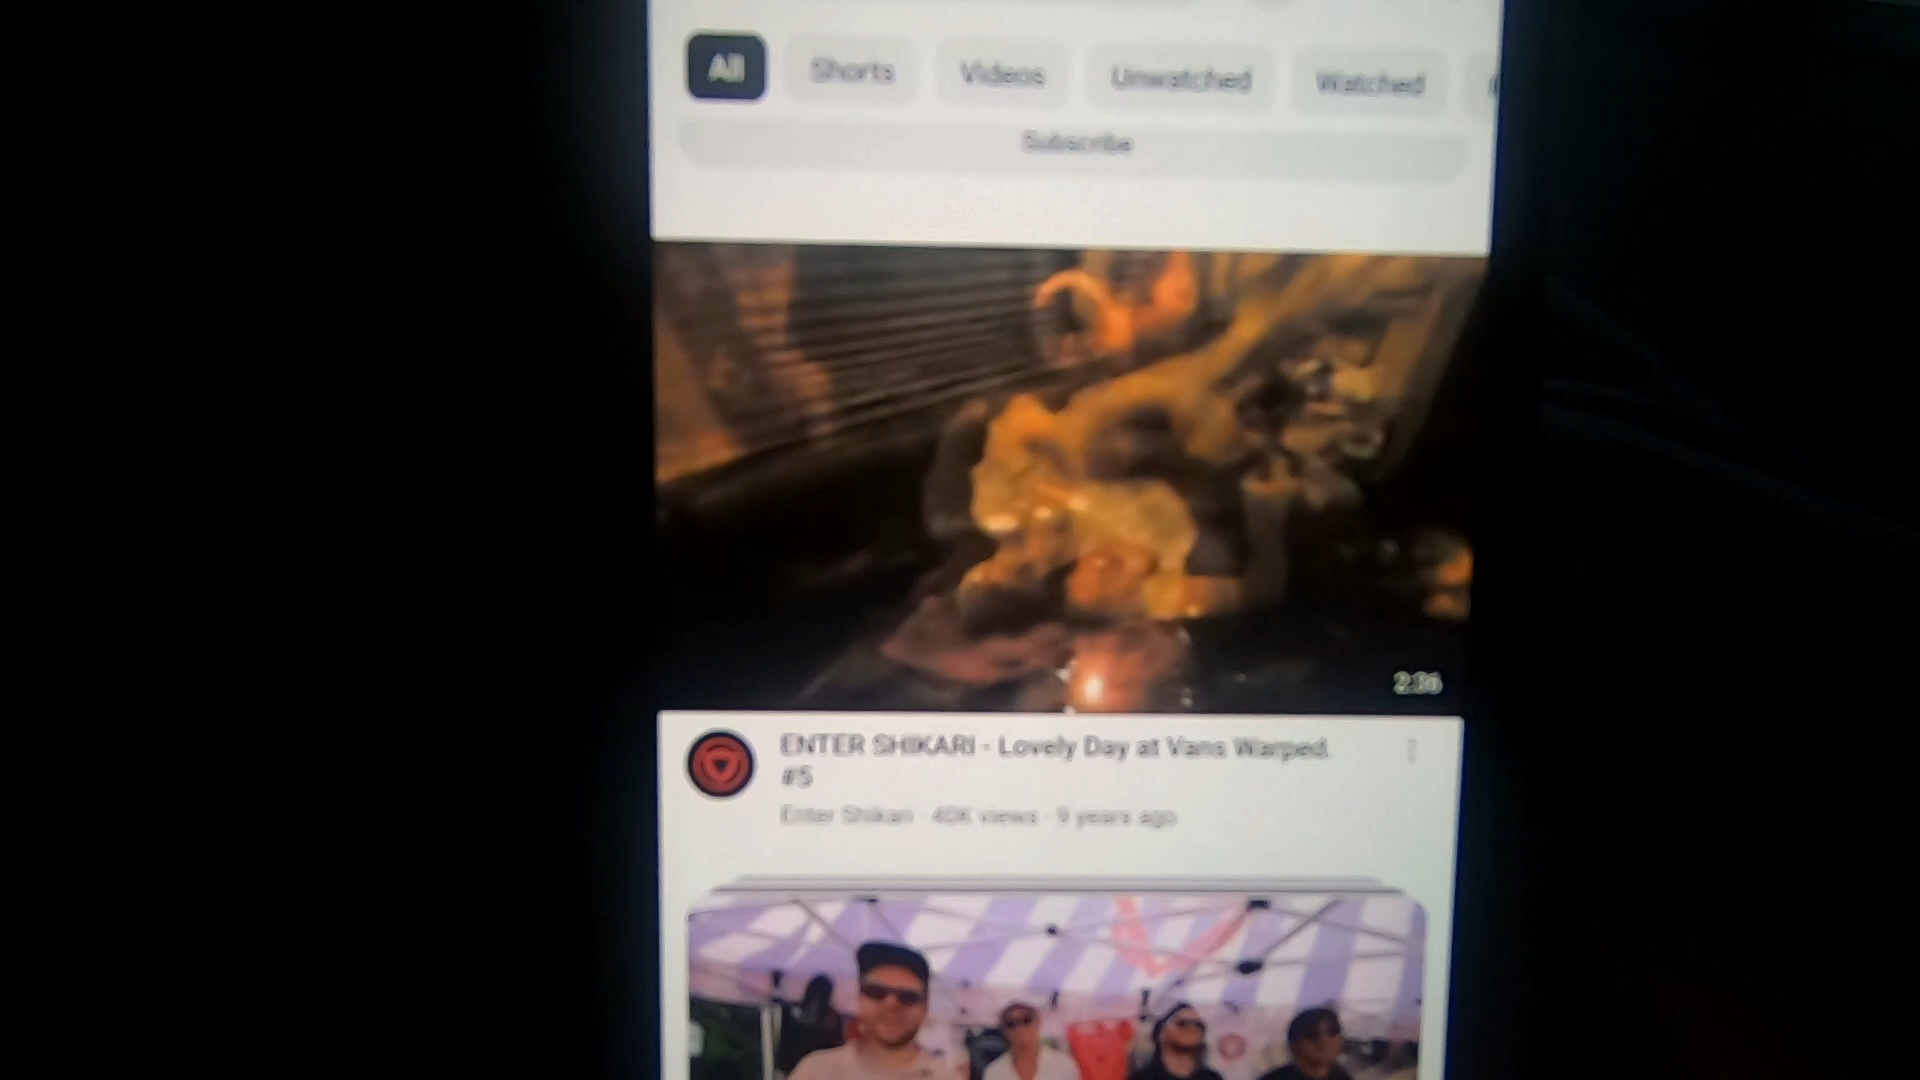 All
Shorts
Videos
Unwatched
Watched
Subscribe
2:36
ENTER SHIKARI - Lovely Day at Vans Warped.
#5
Enter Shikari · 40K views · 9 years ago